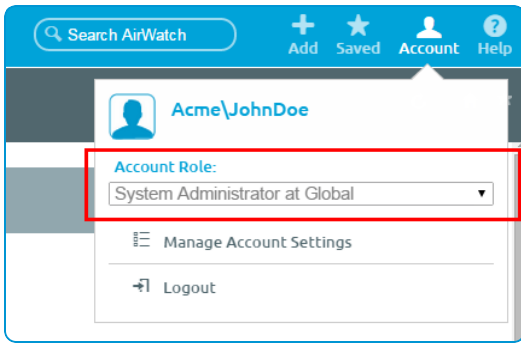 Search AirWatch
Add Saved Account Help
Acme\JohnDoe
Account Role:
System Administrator at Global
Manage Account Settings
Logout